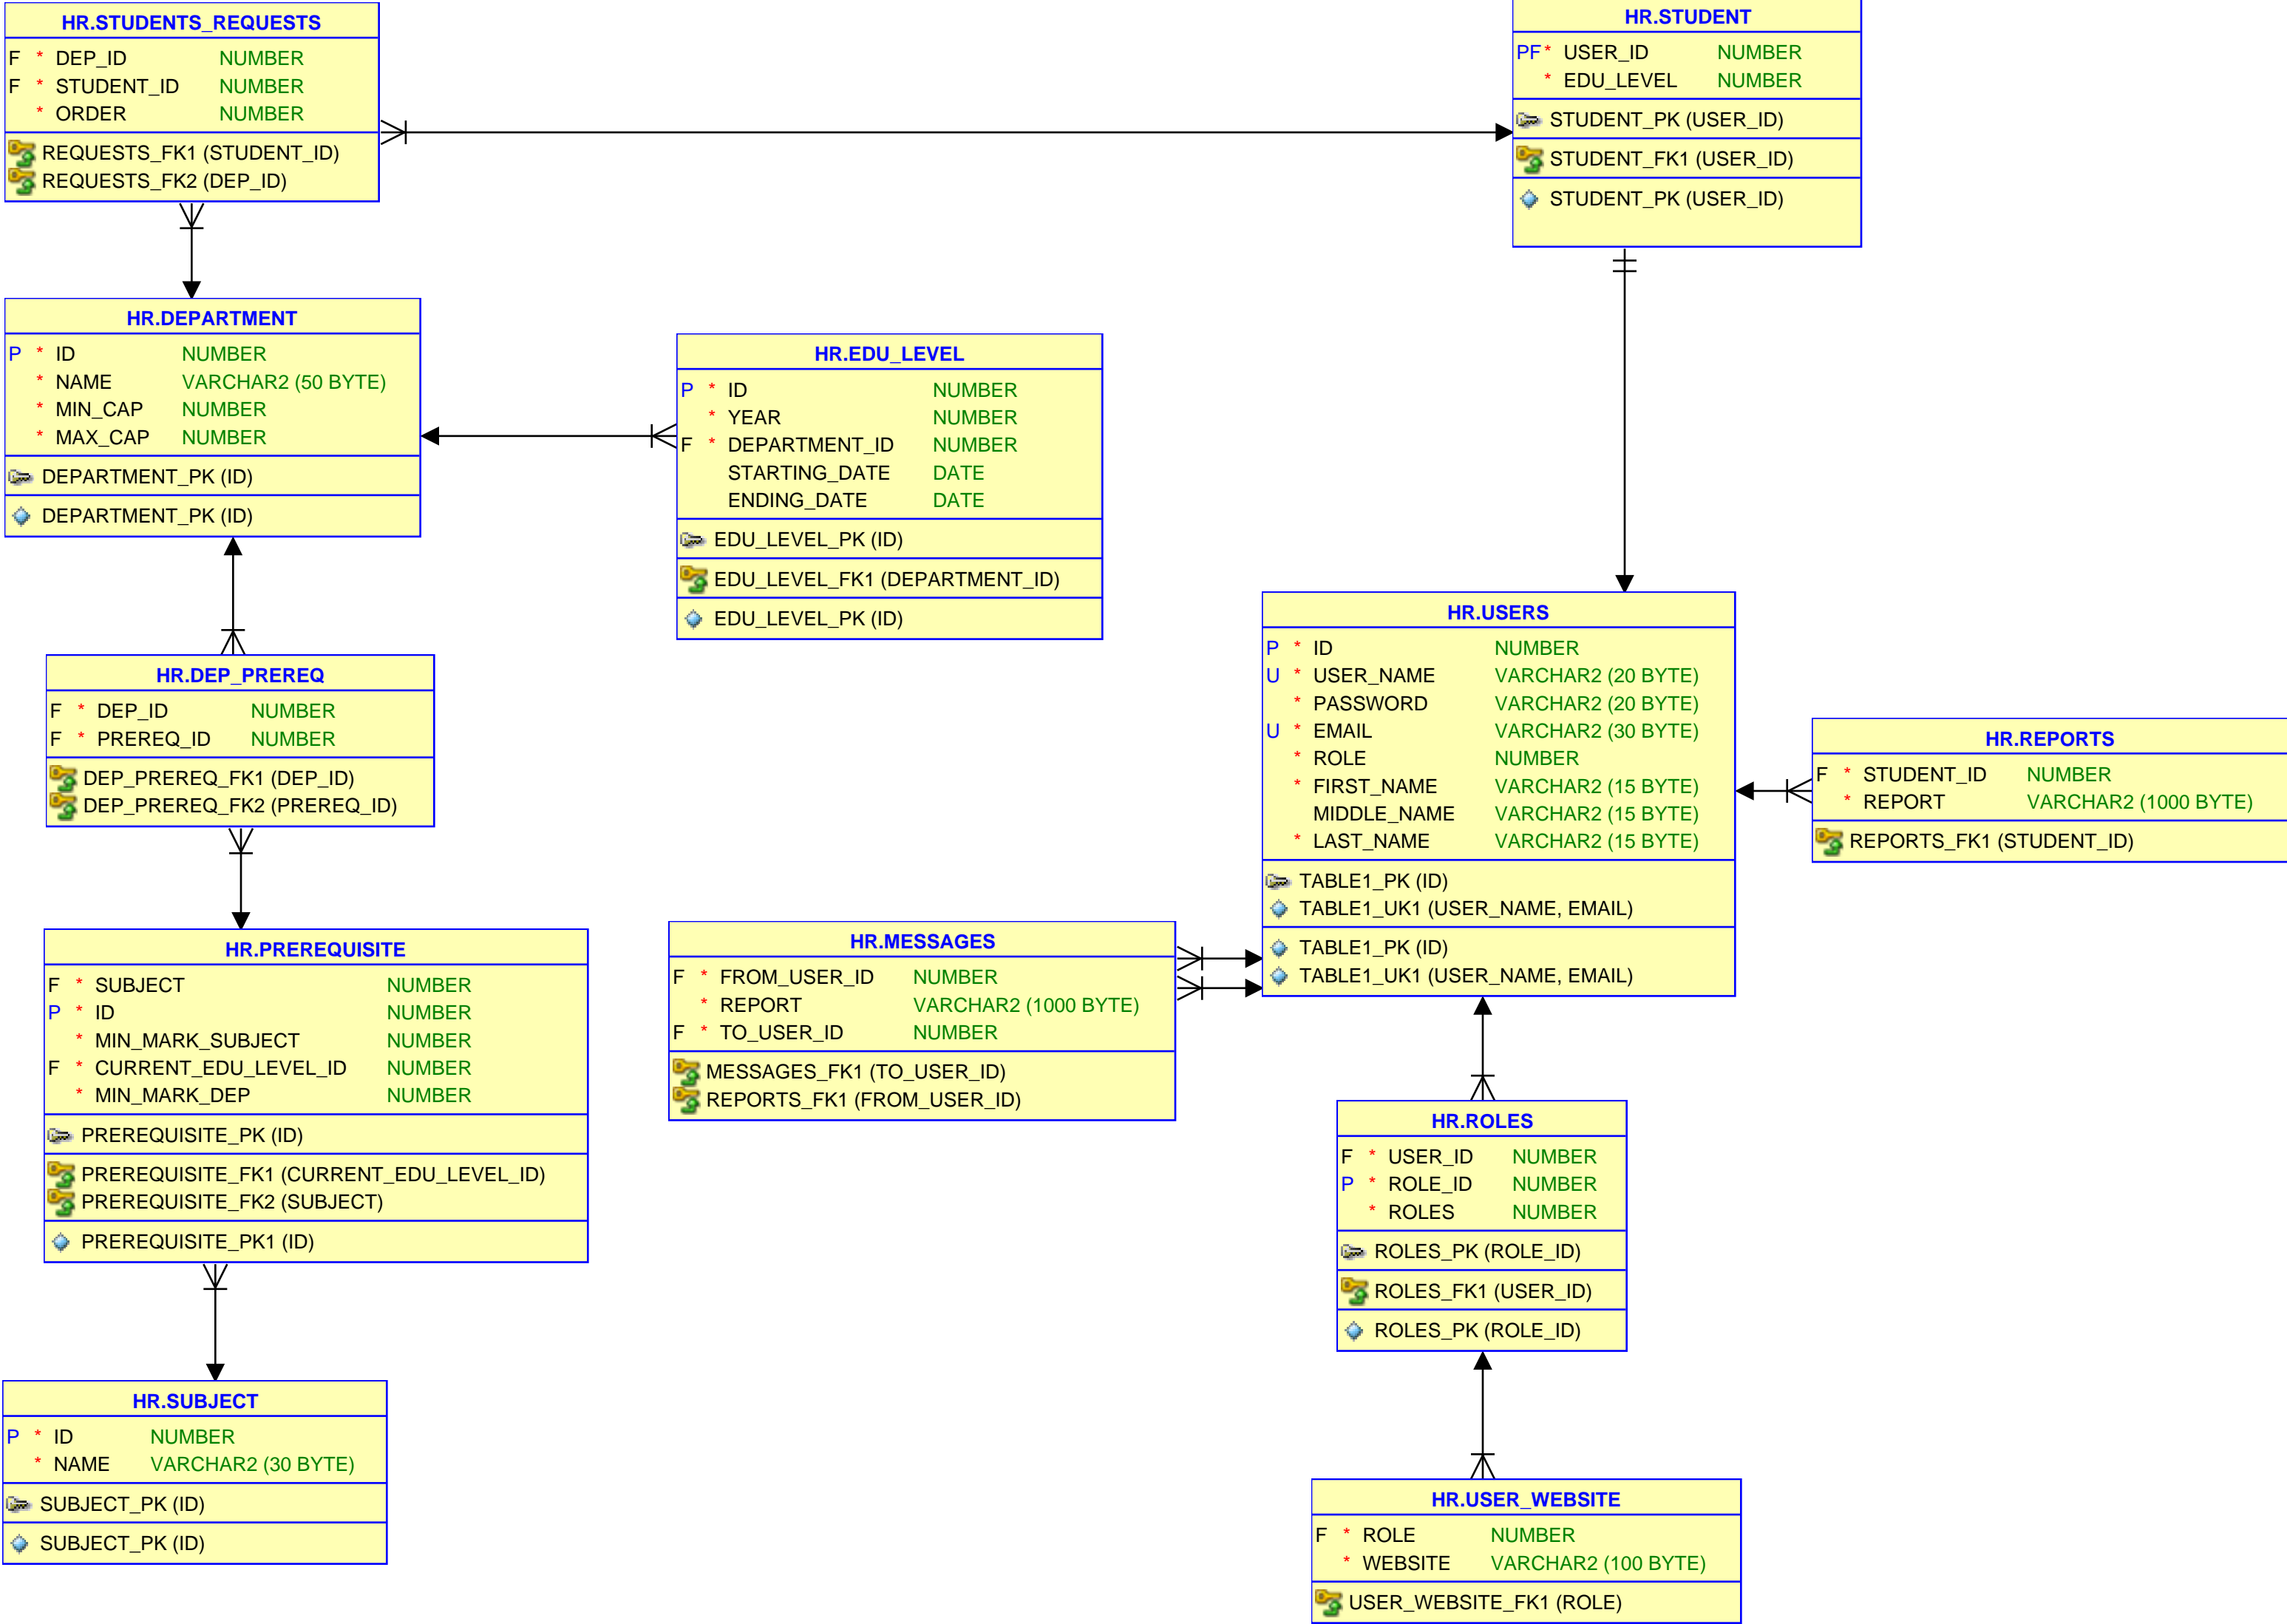 HR.STUDENTS_REQUESTS
F * DEP_ID NUMBER
F * STUDENT_ID NUMBER
* ORDER NUMBER
REQUESTS_FK1 (STUDENT_ID)
REQUESTS_FK2 (DEP_ID)
HR.STUDENT
PF* USER_ID NUMBER
* EDU_LEVEL NUMBER
STUDENT_PK (USER_ID)
STUDENT_FK1 (USER_ID)
STUDENT_PK (USER_ID)
HR.DEPARTMENT
P * ID NUMBER
* NAME VARCHAR2 (50 BYTE)
* MIN_CAP NUMBER
* MAX_CAP NUMBER
DEPARTMENT_PK (ID)
DEPARTMENT_PK (ID)
HR.EDU_LEVEL
P * ID NUMBER
* YEAR NUMBER
F * DEPARTMENT_ID NUMBER
STARTING_DATE DATE
ENDING_DATE DATE
EDU_LEVEL_PK (ID)
EDU_LEVEL_FK1 (DEPARTMENT_ID)
EDU_LEVEL_PK (ID)
HR.USERS
P * ID NUMBER
U * USER_NAME VARCHAR2 (20 BYTE)
* PASSWORD VARCHAR2 (20 BYTE)
U * EMAIL VARCHAR2 (30 BYTE)
* ROLE NUMBER
* FIRST_NAME VARCHAR2 (15 BYTE)
MIDDLE_NAME VARCHAR2 (15 BYTE)
* LAST_NAME VARCHAR2 (15 BYTE)
TABLE1_PK (ID)
TABLE1_UK1 (USER_NAME, EMAIL)
TABLE1_PK (ID)
TABLE1_UK1 (USER_NAME, EMAIL)
HR.REPORTS
F * STUDENT_ID NUMBER
* REPORT VARCHAR2 (1000 BYTE)
REPORTS_FK1 (STUDENT_ID)
HR.DEP_PREREQ
F * DEP_ID NUMBER
F * PREREQ_ID NUMBER
DEP_PREREQ_FK1 (DEP_ID)
DEP_PREREQ_FK2 (PREREQ_ID)
HR.PREREQUISITE
F * SUBJECT NUMBER
P * ID NUMBER
* MIN_MARK_SUBJECT NUMBER
F * CURRENT_EDU_LEVEL_ID NUMBER
* MIN_MARK_DEP NUMBER
PREREQUISITE_PK (ID)
PREREQUISITE_FK1 (CURRENT_EDU_LEVEL_ID)
PREREQUISITE_FK2 (SUBJECT)
PREREQUISITE_PK1 (ID)
HR.MESSAGES
F * FROM_USER_ID NUMBER
* REPORT VARCHAR2 (1000 BYTE)
F * TO_USER_ID NUMBER
MESSAGES_FK1 (TO_USER_ID)
REPORTS_FK1 (FROM_USER_ID)
HR.ROLES
F * USER_ID NUMBER
P * ROLE_ID NUMBER
* ROLES NUMBER
ROLES_PK (ROLE_ID)
ROLES_FK1 (USER_ID)
ROLES_PK (ROLE_ID)
HR.SUBJECT
P * ID NUMBER
* NAME VARCHAR2 (30 BYTE)
SUBJECT_PK (ID)
SUBJECT_PK (ID)
HR.USER_WEBSITE
F * ROLE NUMBER
* WEBSITE VARCHAR2 (100 BYTE)
USER_WEBSITE_FK1 (ROLE)